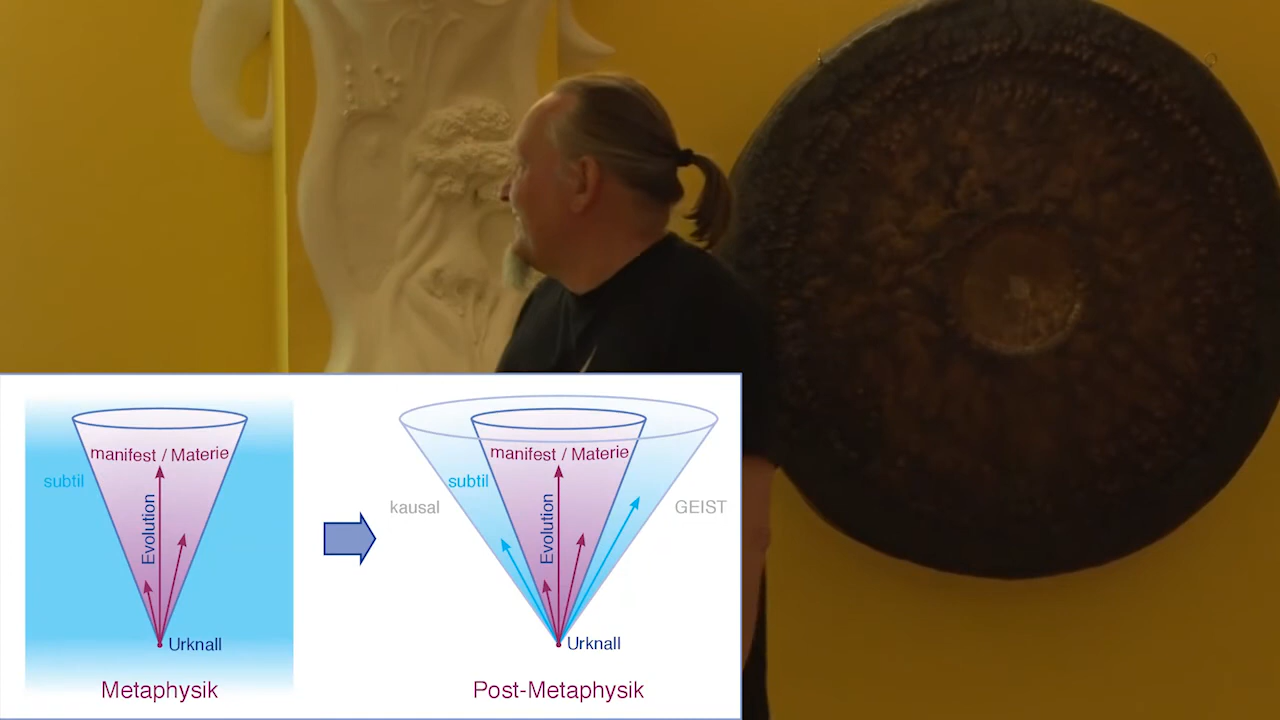 manifest / Materie
subtil
Evolution
Urknall
Metaphysik
manifest / Materie
subtil
kausal
GEIST
Evolution
Urknall
Post-Metaphysik